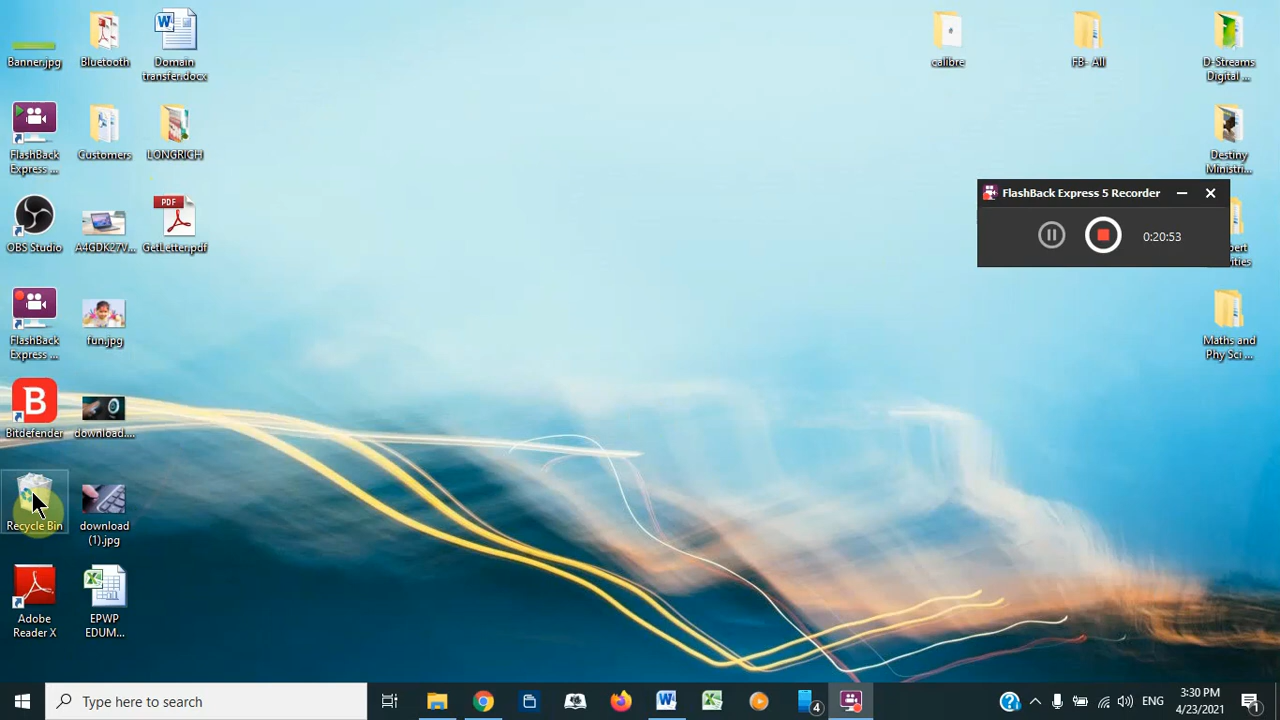 Banner.jpg
Bluetooth
Domain
transfer.docx
calibre
FB- All
D-Streams
Digital ...
FlashBack
Express ...
Customers
LONGRICH
Destiny
Ministri...
FlashBack Express 5 Recorder
0:20:53
OBS Studio
A4GDK27V...
PDF
GetLetter.pdf
FlashBack
Express ...
fun.jpg
Maths and
Phy Sci ...
B
Bitdefender
download....
Recycle Bin
download
(1).jpg
Adobe
Reader X
EPWP
EDUM...
Type here to search
4
ENG
3:30 PM
4/23/2021
1